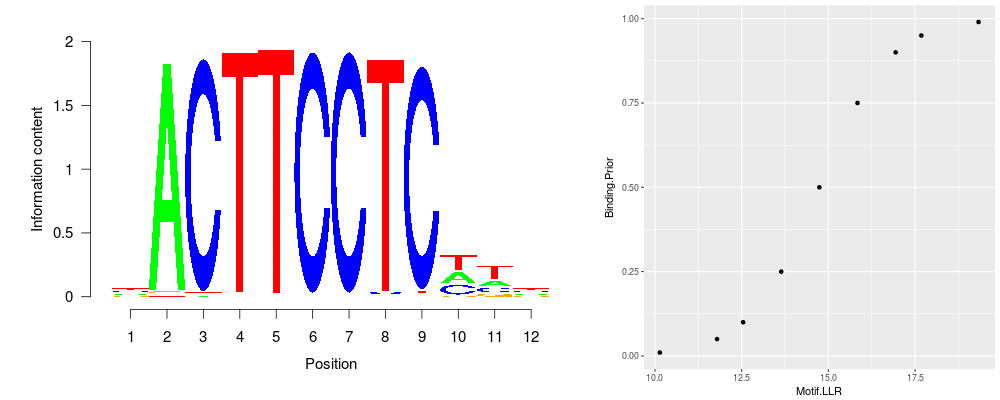 2
1.5
1
0.5
0
Information content
ACTTCCTC
T
A
C
T
A
1 2 3 4 5 6 7 8 9 10 11 12
Position
1.00
0.75
0.50
0.25
0.00
Binding.Prior
10.0 12.5 15.0 17.5
Motif.LLR